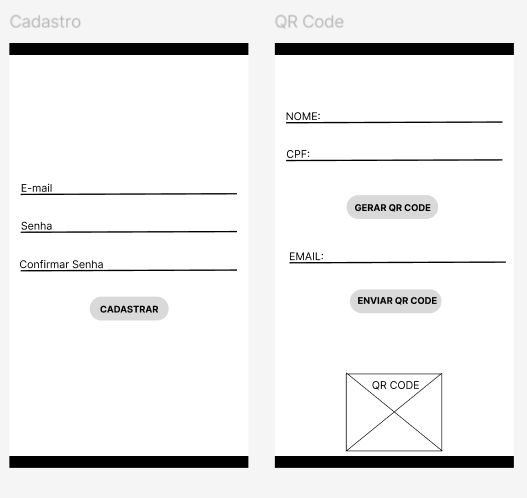 Cadastro
E-mail
Senha
Confirmar Senha
CADASTRAR
QR Code
NOME:
CPF:
GERAR QR CODE
EMAIL:
ENVIAR QR CODE
QR CODE